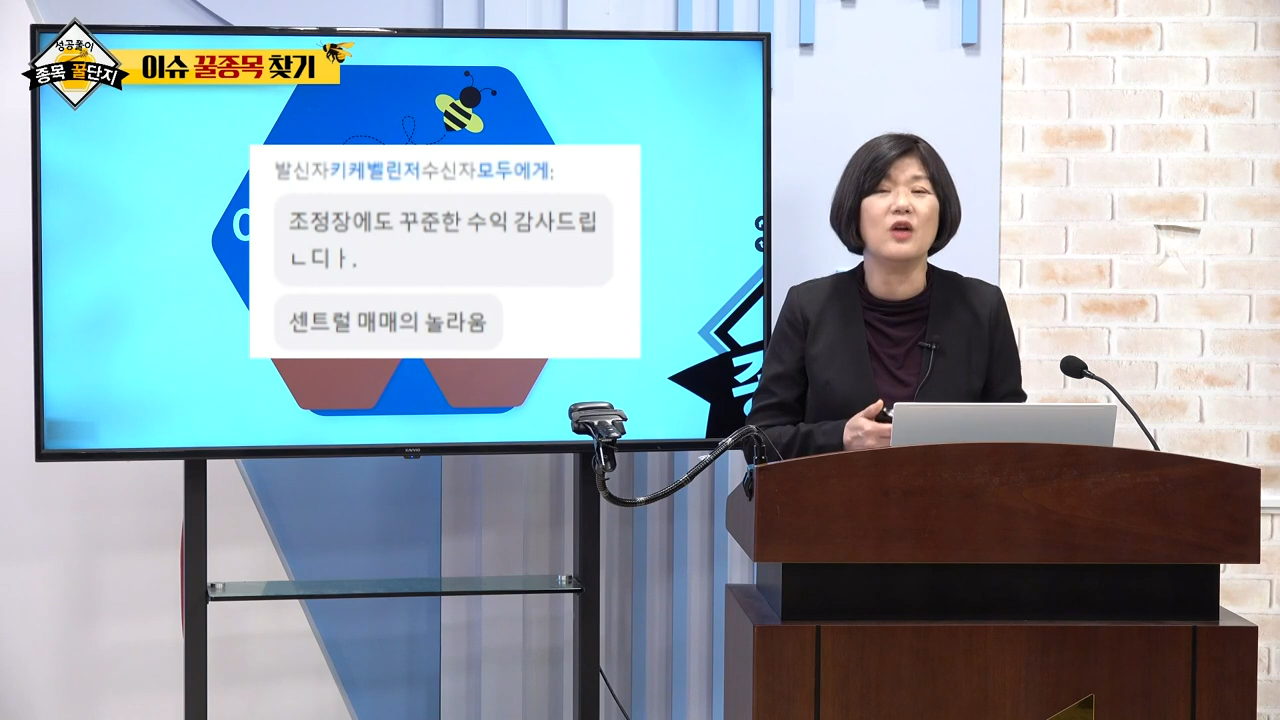 성공풀이
종목 꿀단지
이슈 꿀종목 찾기
발신자키케벨린저수신자모두에게:
조정장에도 꾸준한 수익 감사드립
ㄴ디ㅏ.
센트럴 매매의 놀라움